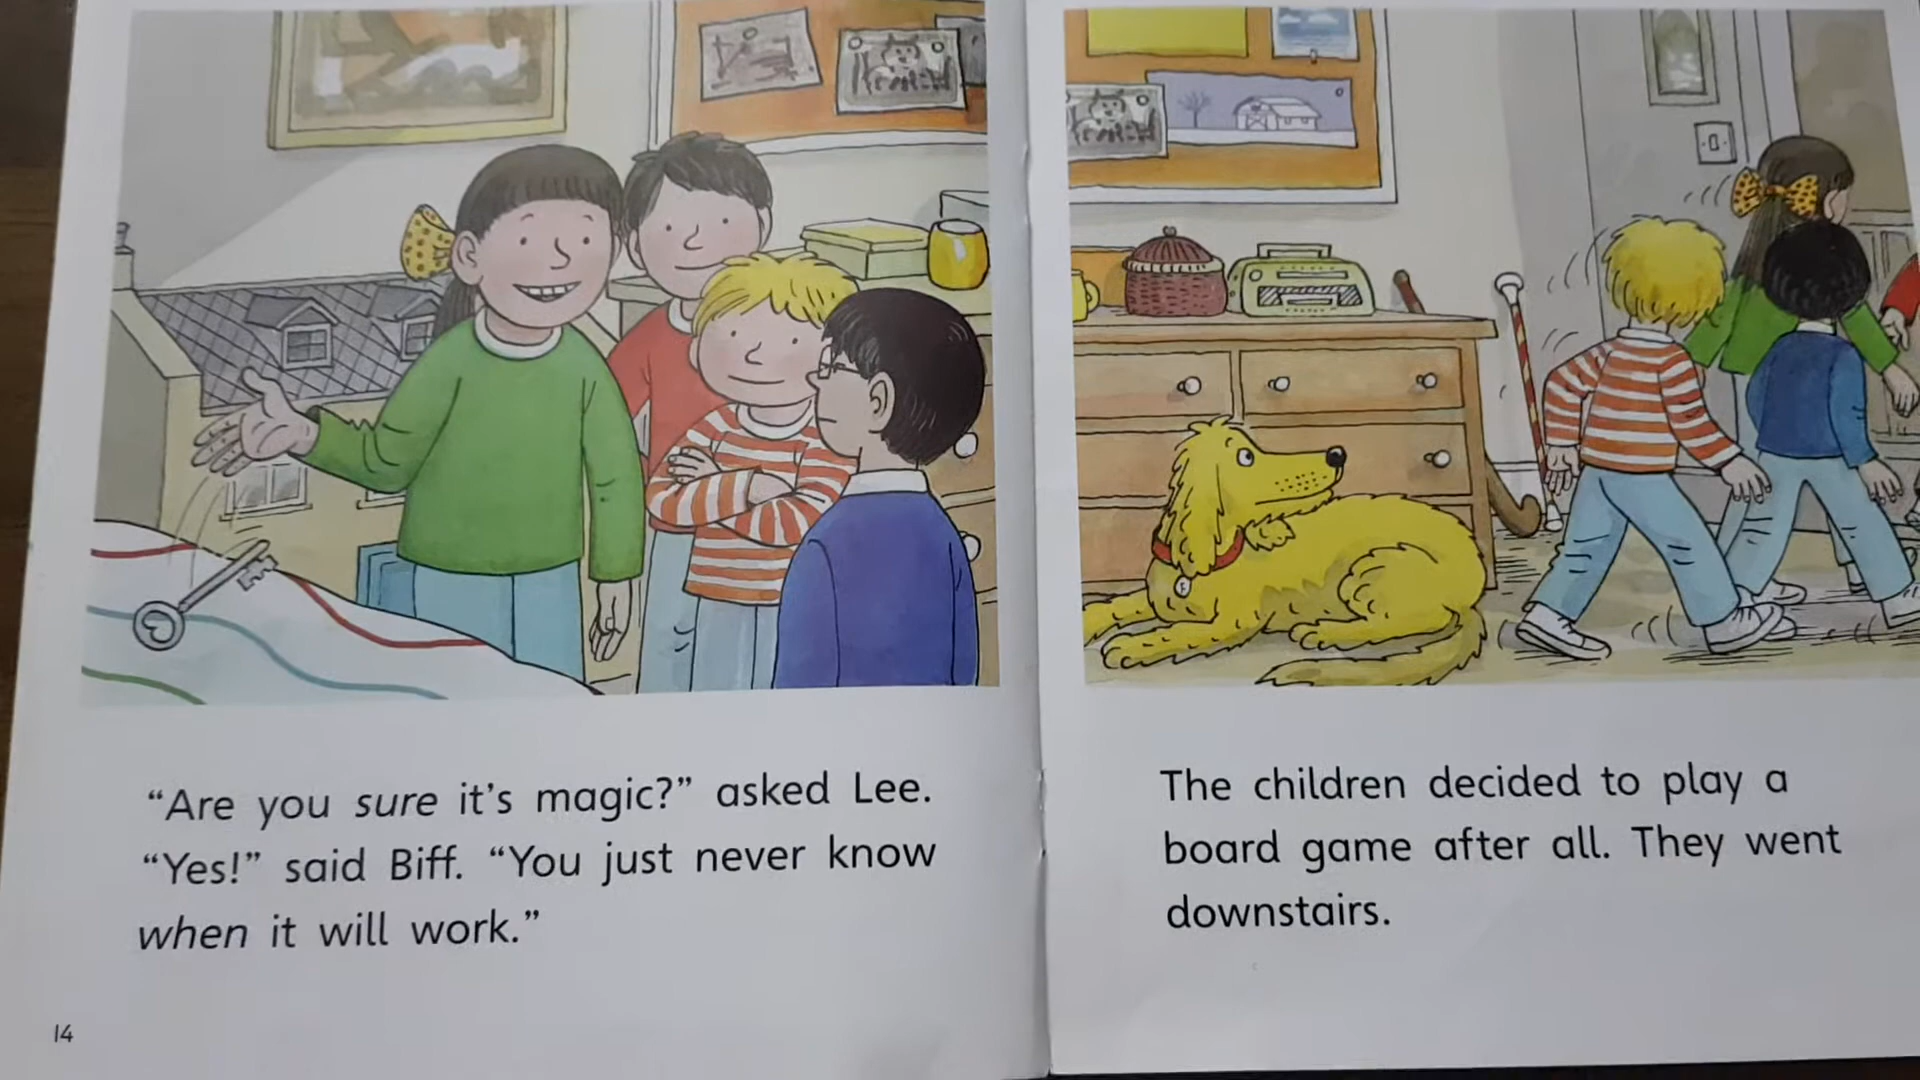 “Are you sure it’s magic?” asked Lee.
“Yes!” said Biff. “You just never know
when it will work.”
14
The children decided to play a
board game after all. They went
downstairs.